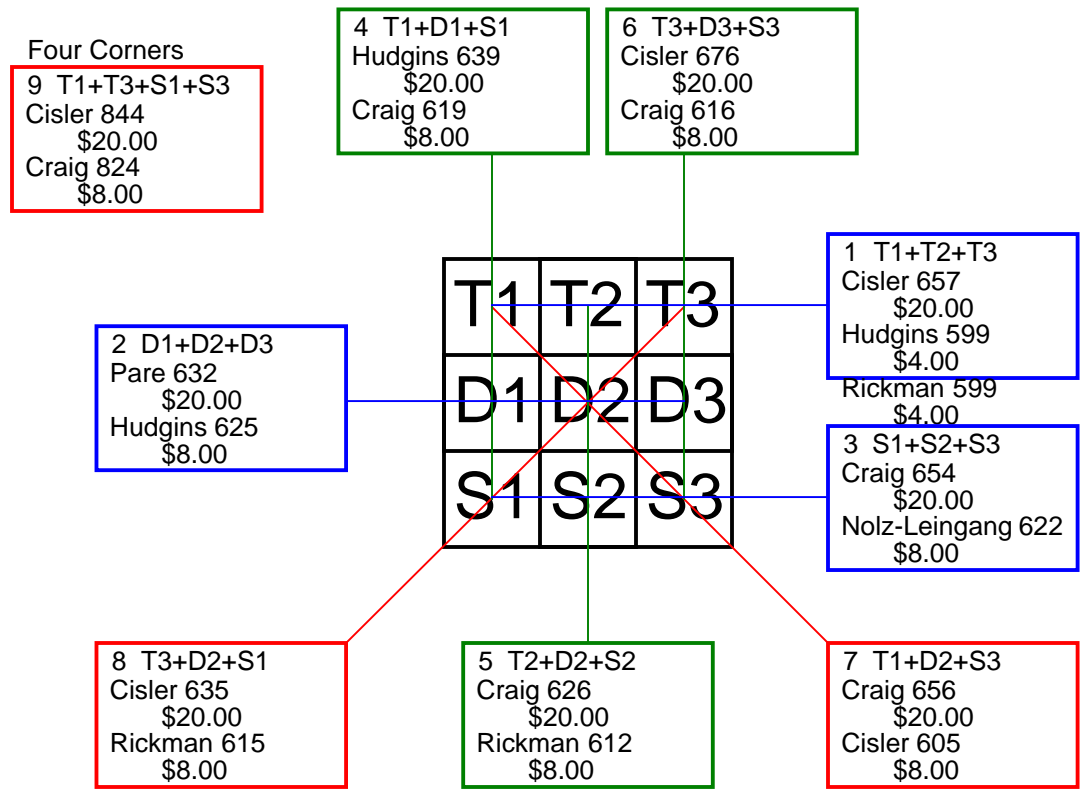 Four Corners
9  T1+T3+S1+S3
Cisler 844
$20.00
Craig 824
$8.00
4  T1+D1+S1
Hudgins 639
$20.00
Craig 619
$8.00
6  T3+D3+S3
Cisler 676
$20.00
Craig 616
$8.00
1  T1+T2+T3
Cisler 657
$20.00
Hudgins 599
$4.00
Rickman 599
$4.00
T1 T2 T3
D1 D2 D3
S1 S2 S3
2  D1+D2+D3
Pare 632
$20.00
Hudgins 625
$8.00
3  S1+S2+S3
Craig 654
$20.00
Nolz-Leingang 622
$8.00
8  T3+D2+S1
Cisler 635
$20.00
Rickman 615
$8.00
5  T2+D2+S2
Craig 626
$20.00
Rickman 612
$8.00
7  T1+D2+S3
Craig 656
$20.00
Cisler 605
$8.00